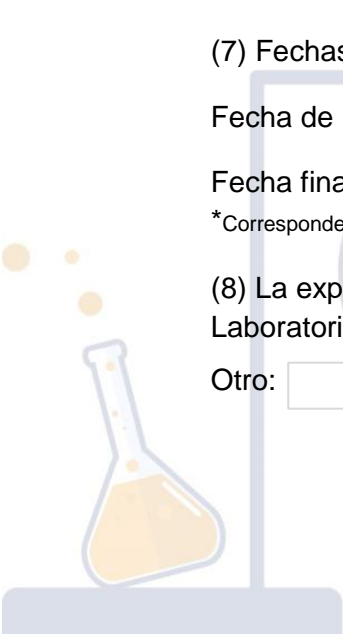 (7) Fechas
Fecha de
Fecha fina
*Corresponde
(8) La exp
Laboratori
Otro: